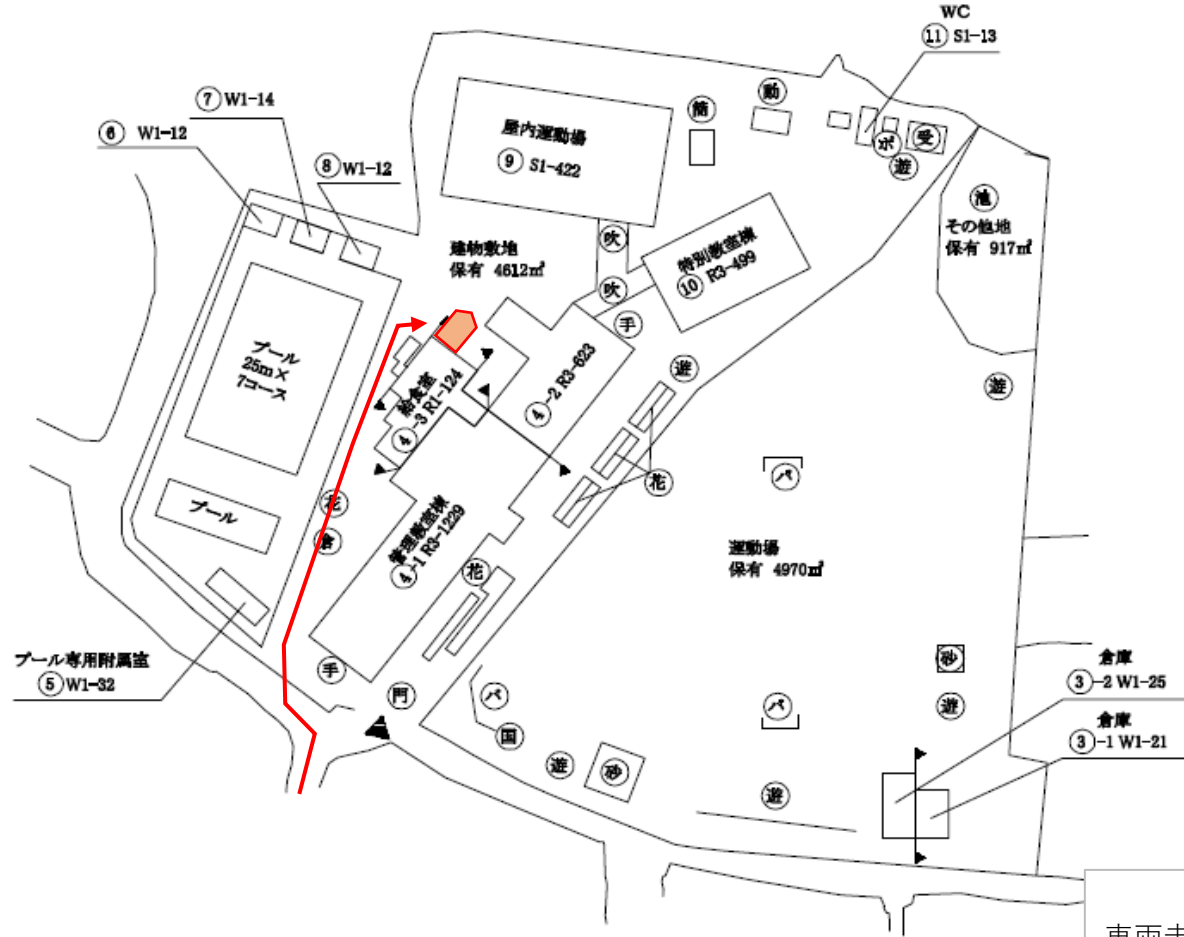 WC
⑪ S1-13
⑦ W1-14
⑥ W1-12
⑧ W1-12
簡
動
屋内運動場
⑨ S1-422
ポ
受
遊
池
その他地
保有 917㎡
建物敷地
保有 4612㎡
吹
吹
特別教室棟
⑩ R3-499
手
④-2 R3-623
遊
遊
プール
25m×
7コース
給食室
④-3 R1-124
花
パ
プール
花
管理教室棟
④-1 R3-1229
花
運動場
保有 4970㎡
プール専用附属室
⑤ W1-32
手
門
パ
国
パ
砂
遊
倉庫
③-2 W1-25
倉庫
③-1 W1-21
遊
砂
遊